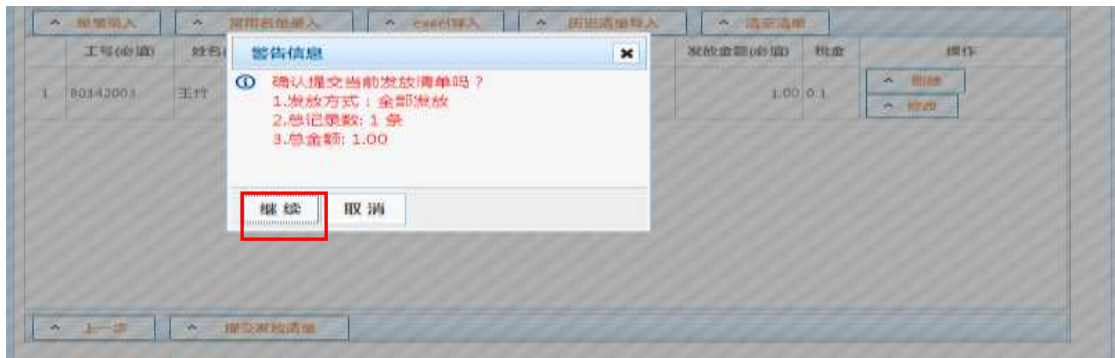 单笔录入 常用名单录入 excel导入 历史清单导入 清空清单
工号(必填) 姓名( 发放金额(必填) 税金 操作
警告信息
确认提交当前发放清单吗？
1.发放方式：全部发放
2.总记录数: 1 条
3.总金额: 1.00
1 80342003 王竹 1.00 0.1 删除
修改
继 续 取 消
上一步 提交发放清单